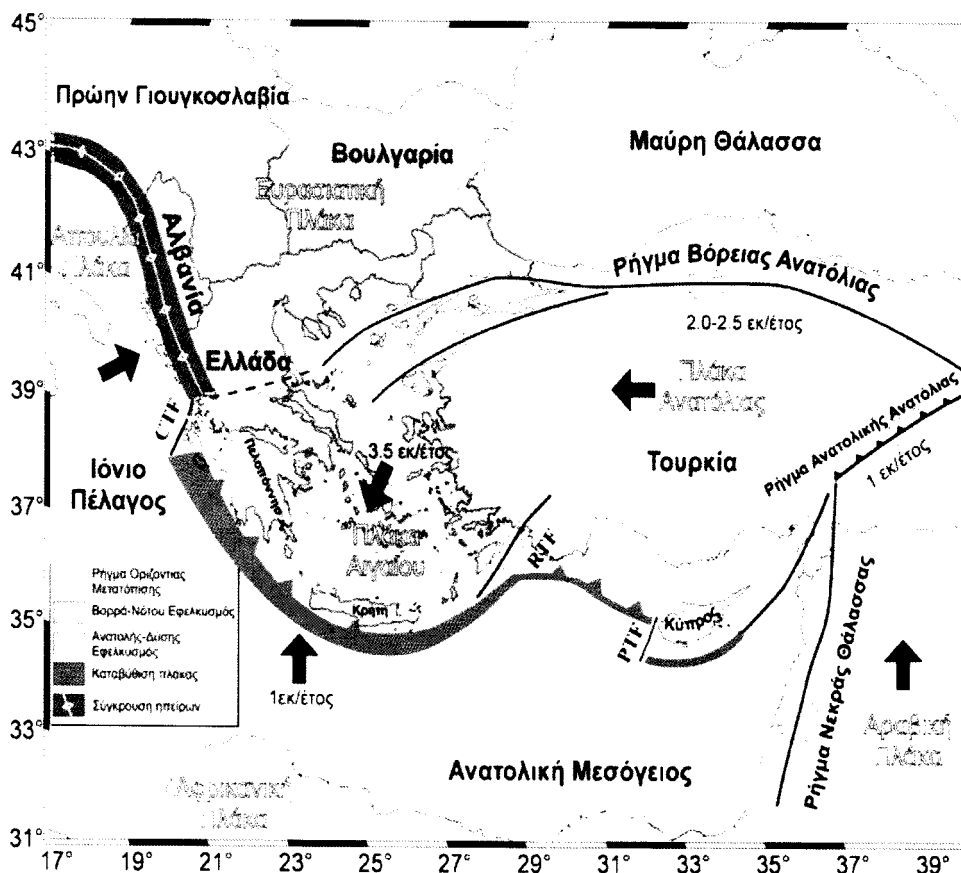 45°
Πρώην Γιουγκοσλαβία
43°
Βουλγαρία
Μαύρη Θάλασσα
Ευρασιατική
Πλάκα
Απουλία
Πλάκα
Αλβανία
41°
Ρήγμα Βόρειας Ανατόλιας
2.0-2.5 εκ/έτος
Ελλάδα
39°
Πλάκα
Ανατόλιας
CTF
Ρήγμα Ανατολικής Ανατόλιας
1 εκ/έτος
3.5 εκ/έτος
Τουρκία
Ιόνιο
Πέλαγος
Πελοπόννησος
37°
Πλάκα
Αιγαίου
RTF
Ρήγμα Οριζόντιας
Μετατόπισης
Βορρά-Νότου Εφελκυσμός
Ανατολής-Δύσης
Εφελκυσμός
Καταβύθιση πλάκας
Σύγκρουση ηπείρων
Κρήτη
35°
PTF
Κύπρος
1εκ/έτος
Ρήγμα Νεκράς Θάλασσας
Αραβική
Πλάκα
33°
Ανατολική Μεσόγειος
Αφρικανική
Πλάκα
31°
17° 19° 21° 23° 25° 27° 29° 31° 33° 35° 37° 39°